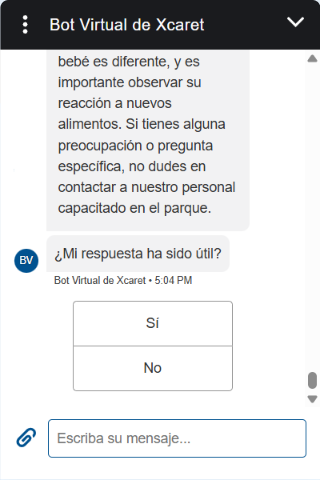 Bot Virtual de Xcaret
bebé es diferente, y es
importante observar su
reacción a nuevos
alimentos. Si tienes alguna
preocupación o pregunta
específica, no dudes en
contactar a nuestro personal
capacitado en el parque.
BV
¿Mi respuesta ha sido útil?
Bot Virtual de Xcaret • 5:04 PM
Sí
No
Escriba su mensaje...